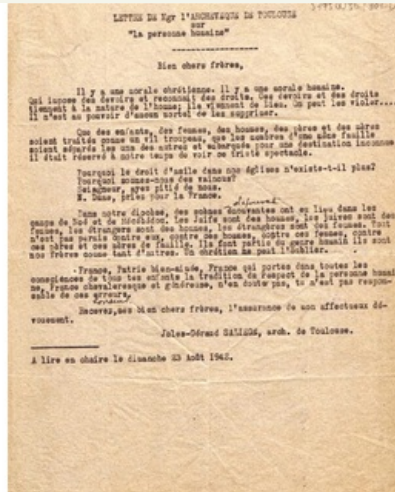 LETTRE DE Mgr l'ARCHEVEQUE DE TOULOUSE
sur
"la personne humaine"
Bien chers frères,
Il y a une morale chrétienne. Il y a une morale humaine.
Qui impose des devoirs et reconnait des droits. Ces devoirs et des droits
tiennent à la nature de l'homme; ils viennent de Dieu. On peut les violer....
Il n'est au pouvoir d'aucun mortel de les supprimer.
Que des enfants, des femmes, des hommes, des pères et des mères
soient traités comme un vil troupeau, que les membres d'une même famille
soient séparés les uns des autres et embarqués pour une destination inconnue
il était réservé à notre temps de voir ce triste spectacle.
Pourquoi le droit d'asile dans nos églises n'existe-t-il plus?
Pourquoi sommes-nous des vaincus?
Seigneur, ayez pitié de nous.
N. Dame, priez pour la France.
Dans notre diocèse, des scènes émouvantes ont eu lieu dans les
camps de Noé et de Récébédou. Les Juifs sont des hommes, les juives sont des
femmes, les étrangers sont des hommes, les étrangères sont des femmes. Tout
n'est pas permis contre eux, contre ces hommes, contre ces femmes, contre
ces pères et ces mères de famille. Ils font partie du genre humain ils sont
nos Frères comme tant d'autres. Un chrétien ne peut l'oublier.
France, Patrie bien-aimée, France qui portes dans toutes les
consciences de tous tes enfants la tradition du respect de la personne humai
ne, France chevaleresque et généreuse, n'en doute pas, tu n'est pas respon-
sable de ces erreurs.
Recevez, mes bien chers frères, l'assurance de mon affectueux dé-
vouement.
Jules-Gérard SALIEGE, arch. de Toulouse.
A lire en chaire le dimanche 23 Août 1942.